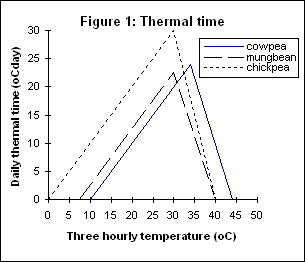 Figure 1: Thermal time
cowpea
mungbean
chickpea
Daily thermal time (oCday)
30
25
20
15
10
5
0
0 5 10 15 20 25 30 35 40 45 50
Three hourly temperature (oC)